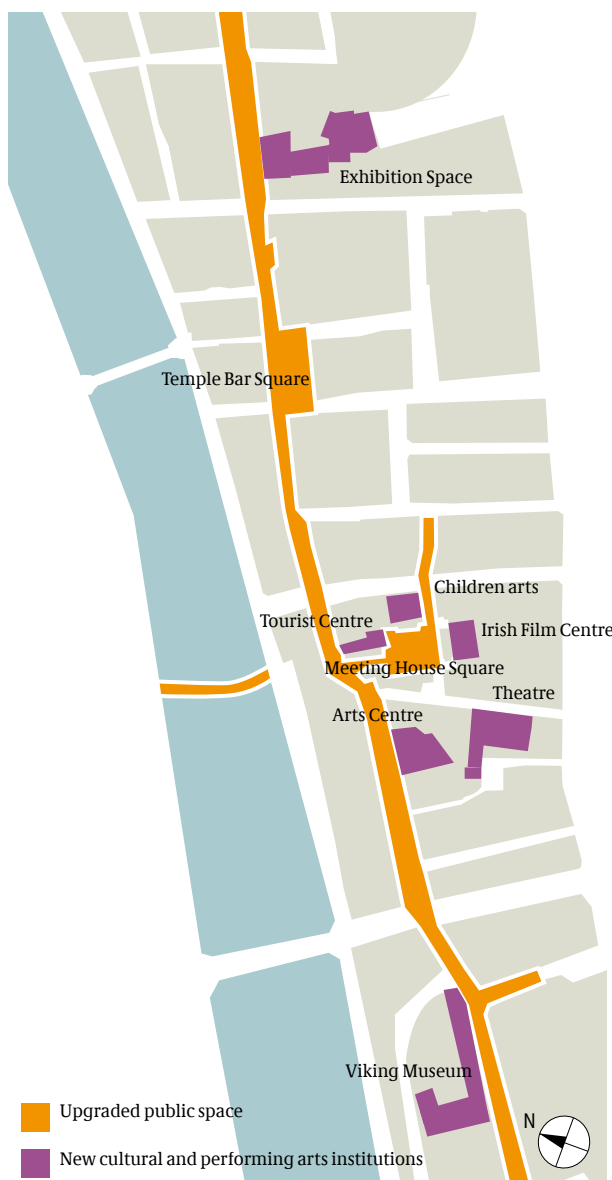 Exhibition Space
Temple Bar Square
Children arts
Tourist Centre
Irish Film Centre
Meeting House Square
Theatre
Arts Centre
Viking Museum
Upgraded public space
N
New cultural and performing arts institutions